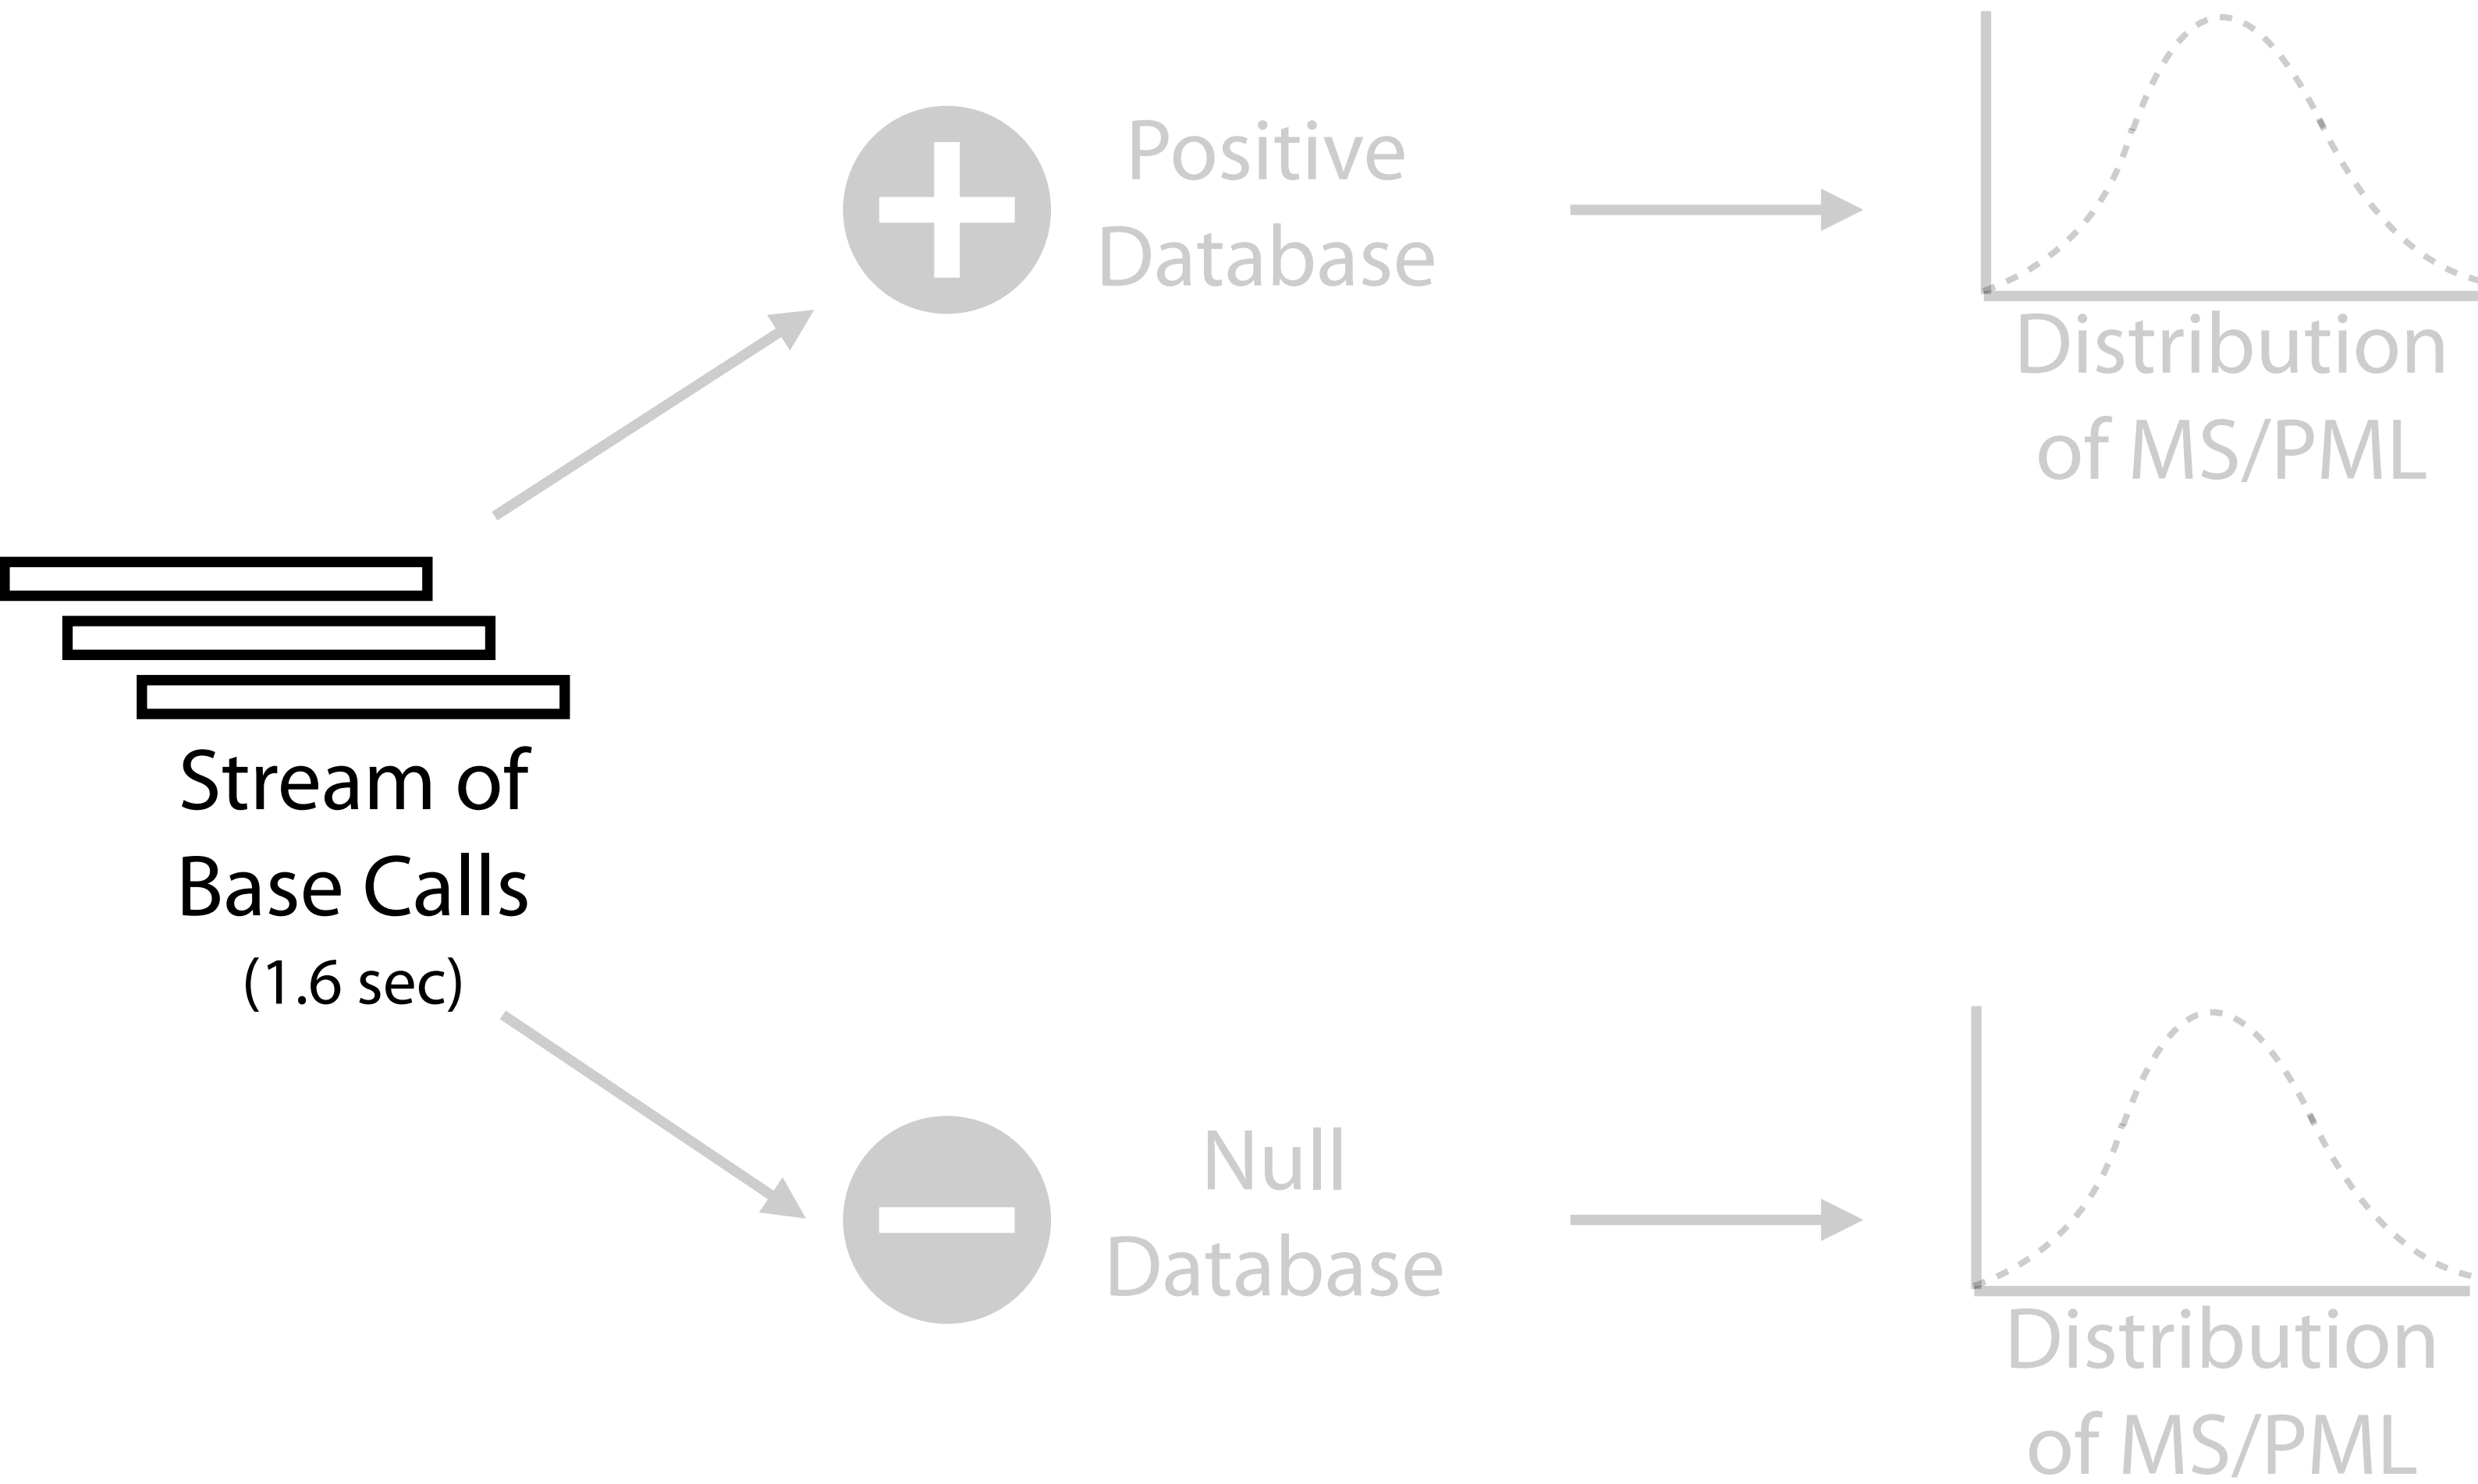 Positive
Database
Distribution
of MS/PML
Stream of
Base Calls
(1.6 sec)
Null
Database
Distribution
of MS/PML